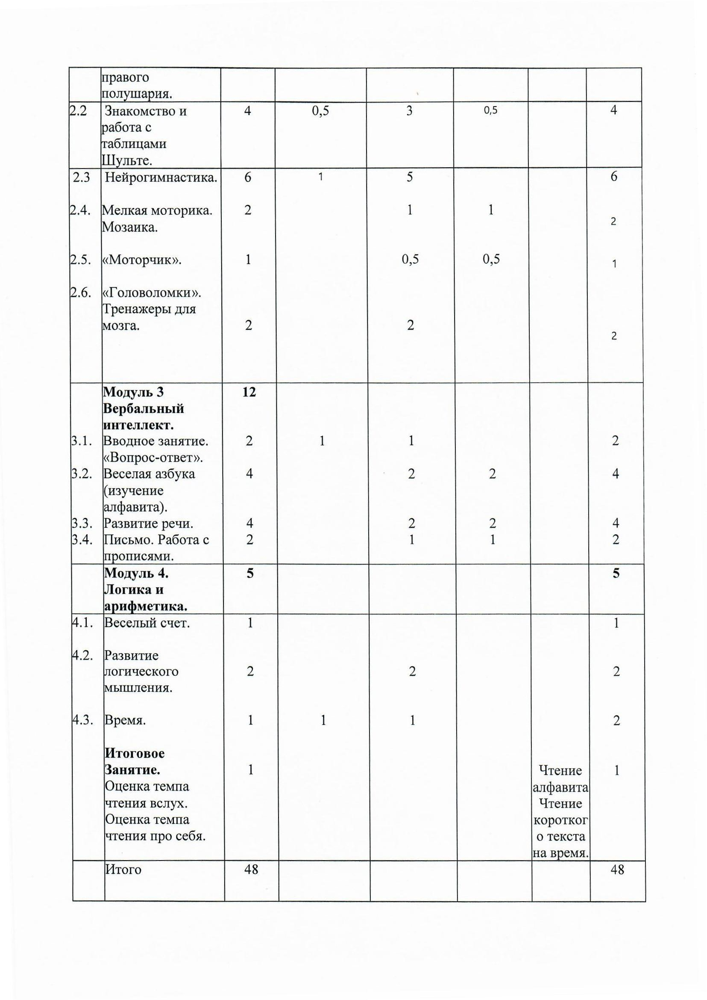 правого
полушария.
2.2 Знакомство и 4 0,5 3 0,5 4
работа с
таблицами
Шульте.
2.3 Нейрогимнастика. 6 1 5 6
2.4. Мелкая моторика. 2 1 1
Мозаика. 2
2.5. «Моторчик». 1 0,5 0,5 1
2.6. «Головоломки».
Тренажеры для
мозга. 2 2 2
Модуль 3 12
Вербальный
интеллект.
3.1. Вводное занятие. 2 1 1 2
«Вопрос-ответ».
3.2. Веселая азбука 4 2 2 4
(изучение
алфавита).
3.3. Развитие речи. 4 2 2 4
3.4. Письмо. Работа с 2 1 1 2
прописями.
Модуль 4. 5 5
Логика и
арифметика.
4.1. Веселый счет. 1 1
4.2. Развитие
логического 2 2 2
мышления.
4.3. Время. 1 1 1 2
Итоговое
Занятие. 1 Чтение 1
Оценка темпа алфавита
чтения вслух. Чтение
Оценка темпа коротког
чтения про себя. о текста
на время.
Итого 48 48